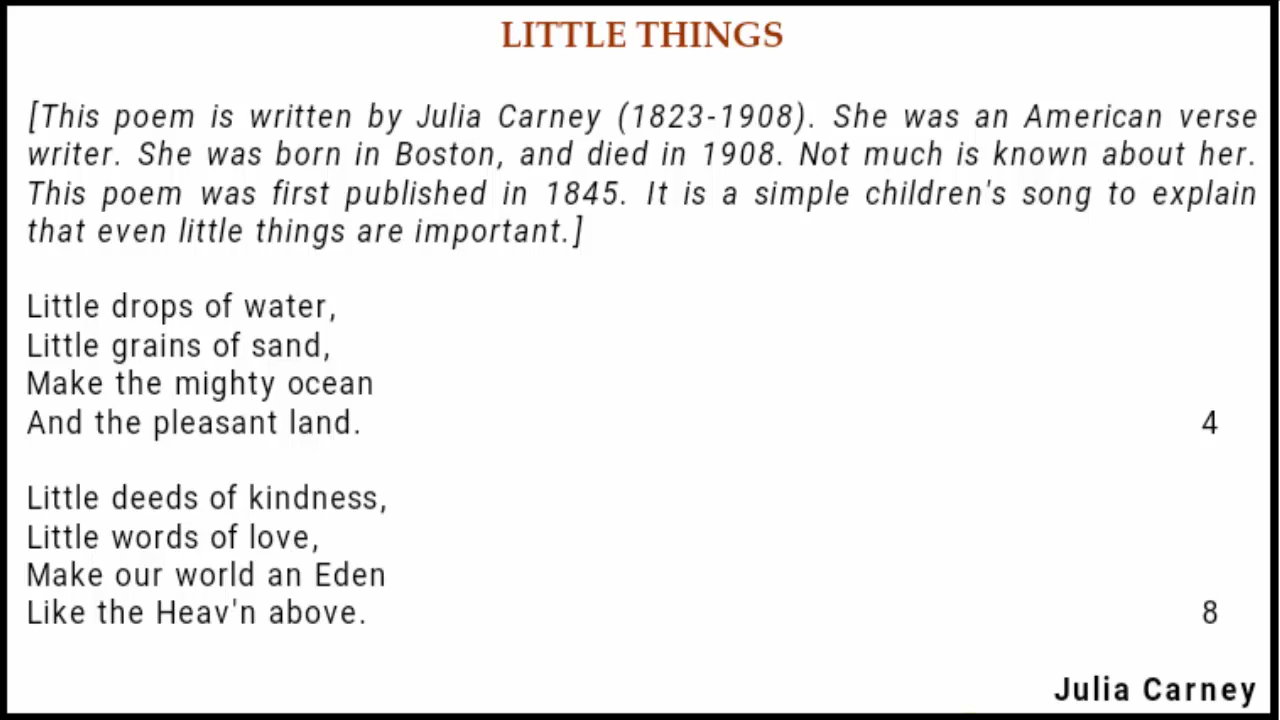 LITTLE THINGS
[This poem is written by Julia Carney (1823-1908). She was an American verse
writer. She was born in Boston, and died in 1908. Not much is known about her.
This poem was first published in 1845. It is a simple children's song to explain
that even little things are important.]
Little drops of water,
Little grains of sand,
Make the mighty ocean
And the pleasant land. 4
Little deeds of kindness,
Little words of love,
Make our world an Eden
Like the Heav'n above. 8
Julia Carney